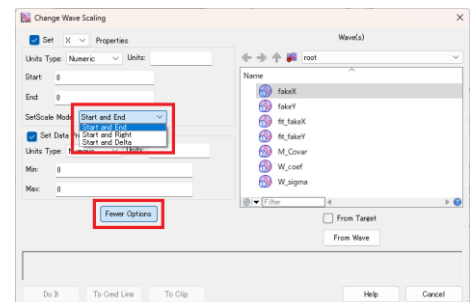 Change Wave Scaling
Set X Properties
Units Type: Numeric Units:
Start: 0
End: 0
SetScale Mode: Start and End
Start and End
Start and Right
Start and Delta
Set Data
Units Type: Numeric Units:
Min: 0
Max: 0
Fewer Options
Wave(s)
root
Name
fakeX
fakeY
fit_fakeX
fit_fakeY
M_Covar
W_coef
W_sigma
Filter
From Target
From Wave
Do It
To Cmd Line
To Clip
Help
Cancel